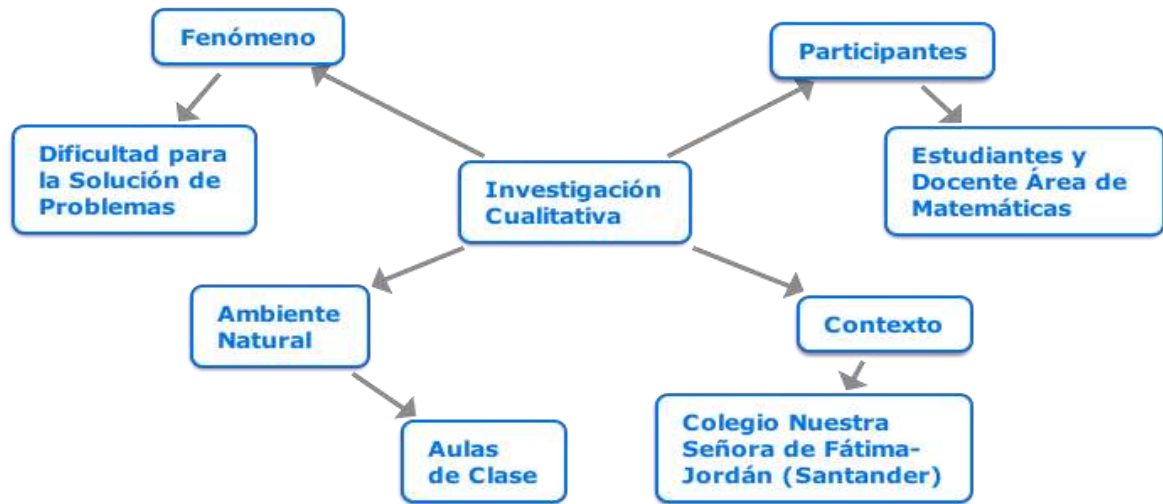 Fenómeno
Participantes
Dificultad para
la Solución de
Problemas
Investigación
Cualitativa
Estudiantes y
Docente Área de
Matemáticas
Ambiente
Natural
Contexto
Aulas
de Clase
Colegio Nuestra
Señora de Fátima-
Jordán (Santander)